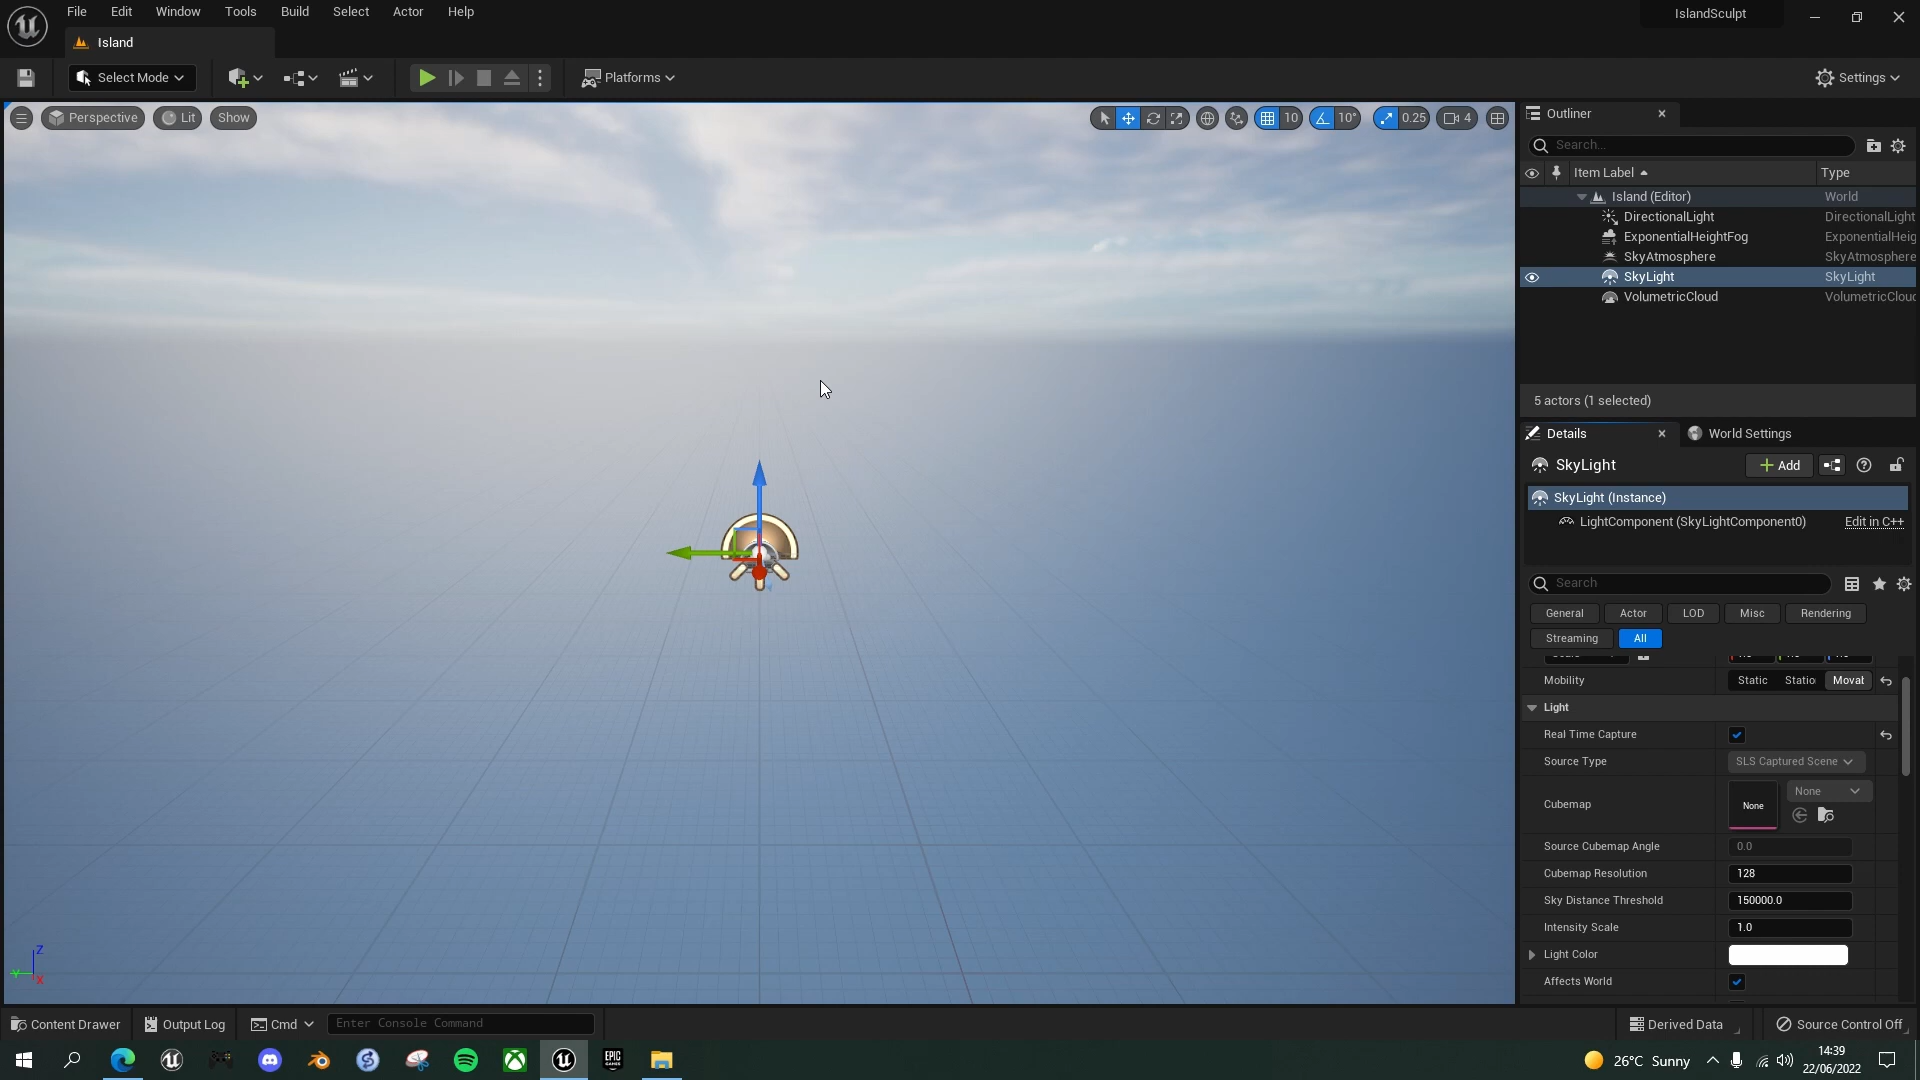 File Edit Window Tools Build Select Actor Help
IslandSculpt
Island
Select Mode
Platforms
Settings
Perspective Lit Show
10 10° 0.25 4
Outliner
Search...
Item Label Type
Island (Editor) World
DirectionalLight DirectionalLight
ExponentialHeightFog ExponentialHeig
SkyAtmosphere SkyAtmosphere
SkyLight SkyLight
VolumetricCloud VolumetricClouc
5 actors (1 selected)
Details World Settings
SkyLight
Add
SkyLight (Instance)
LightComponent (SkyLightComponent0) Edit in C++
Search
General Actor LOD Misc Rendering
Streaming All
Mobility Static Statio Movat
Light
Real Time Capture
Source Type SLS Captured Scene
Cubemap None None
Source Cubemap Angle 0.0
Cubemap Resolution 128
Sky Distance Threshold 150000.0
Intensity Scale 1.0
Light Color
Affects World
Z
Y
X
Content Drawer Output Log Cmd Enter Console Command Derived Data Source Control Off
EPIC
GAMES
26°C Sunny
14:39
22/06/2022